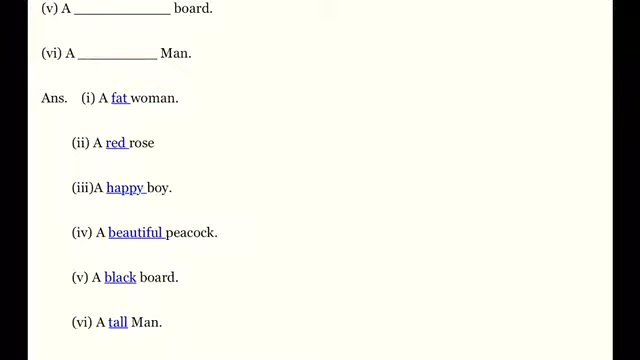 (v) A ____________ board.
(vi) A __________ Man.
Ans. (i) A fat woman.
(ii) A red rose
(iii)A happy boy.
(iv) A beautiful peacock.
(v) A black board.
(vi) A tall Man.